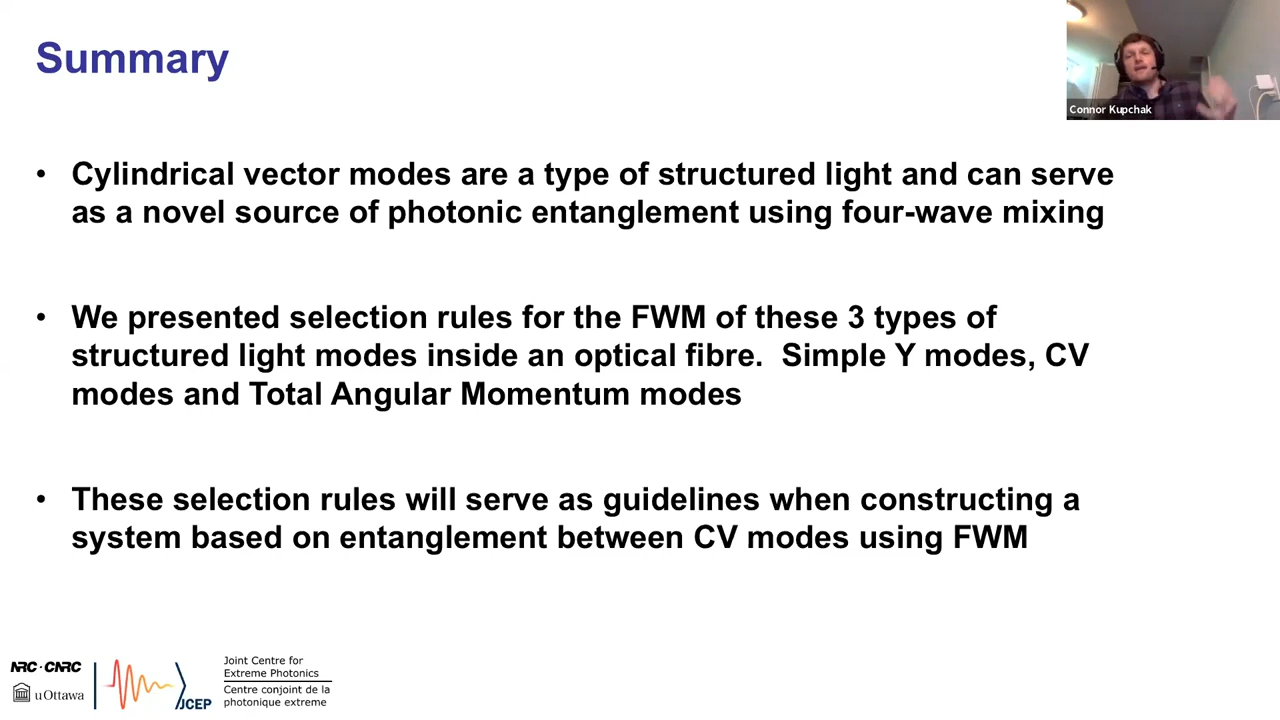 Summary
Connor Kupchak
• Cylindrical vector modes are a type of structured light and can serve
as a novel source of photonic entanglement using four-wave mixing
• We presented selection rules for the FWM of these 3 types of
structured light modes inside an optical fibre.  Simple Y modes, CV
modes and Total Angular Momentum modes
• These selection rules will serve as guidelines when constructing a
system based on entanglement between CV modes using FWM
NRC·CNRC
uOttawa
JCEP
Joint Centre for
Extreme Photonics
Centre conjoint de la
photonique extreme